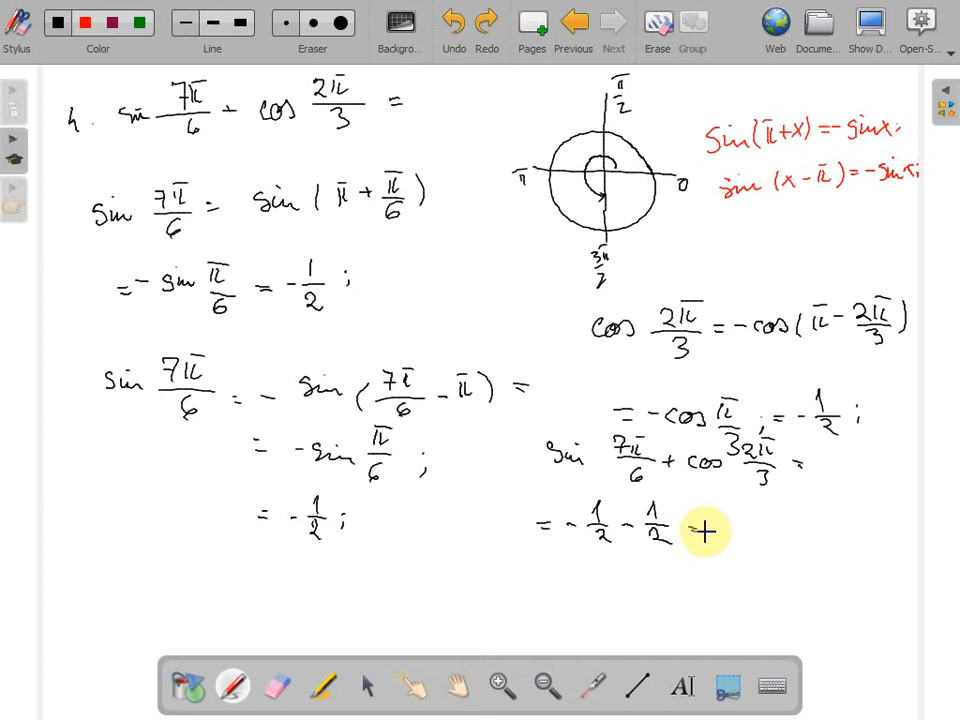 Stylus Color Line Eraser Backgro... Undo Redo Pages Previous Next Erase Group Web Docume... Show D... Open-S...
4. sin 7π/6 + cos 2π/3 =
sin 7π/6 = sin (π + π/6)
= - sin π/6 = - 1/2 ;
sin 7π/6 = - sin (7π/6 - π) =
= - sin π/6 ;
= - 1/2 ;
π/2
π
0
3π/2
sin(π+x) = -sinx;
sin (x-π) = -sinx;
cos 2π/3 = -cos(π - 2π/3)
= -cos π/3 ; = - 1/2 ;
sin 7π/6 + cos 2π/3 =
= - 1/2 - 1/2 =